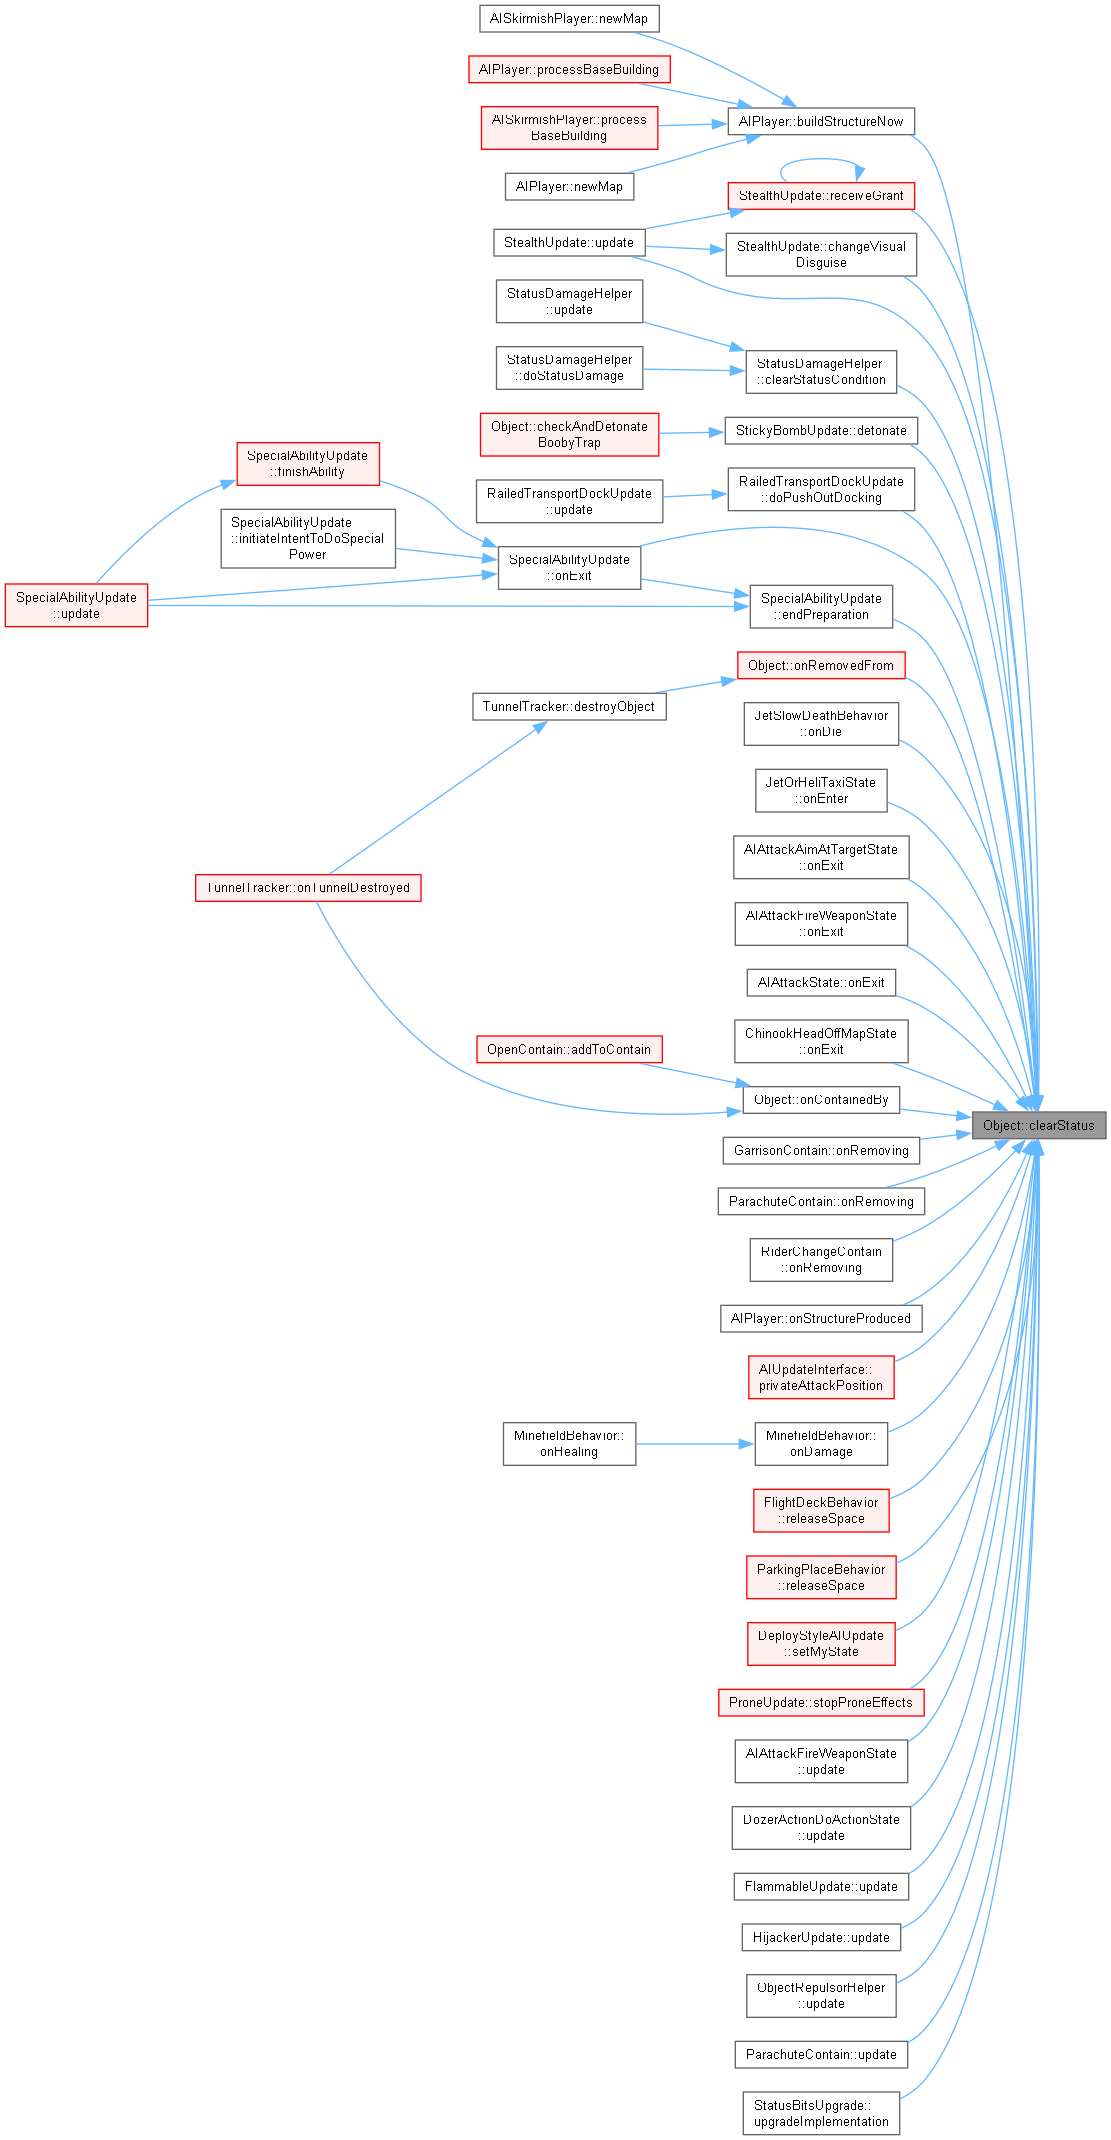 AISkirmishPlayer::newMap
AIPlayer::processBaseBuilding
AISkirmishPlayer::process
BaseBuilding
AIPlayer::buildStructureNow
AIPlayer::newMap
StealthUpdate::receiveGrant
StealthUpdate::update
StealthUpdate::changeVisual
Disguise
StatusDamageHelper
::update
StatusDamageHelper
::doStatusDamage
StatusDamageHelper
::clearStatusCondition
Object::checkAndDetonate
BoobyTrap
StickyBombUpdate::detonate
SpecialAbilityUpdate
::finishAbility
RailedTransportDockUpdate
::update
RailedTransportDockUpdate
::doPushOutDocking
SpecialAbilityUpdate
::initiateIntentToDoSpecial
Power
SpecialAbilityUpdate
::onExit
SpecialAbilityUpdate
::update
SpecialAbilityUpdate
::endPreparation
Object::onRemovedFrom
TunnelTracker::destroyObject
JetSlowDeathBehavior
::onDie
JetOrHeliTaxiState
::onEnter
AIAttackAimAtTargetState
::onExit
TunnelTracker::onTunnelDestroyed
AIAttackFireWeaponState
::onExit
AIAttackState::onExit
ChinookHeadOffMapState
::onExit
OpenContain::addToContain
Object::onContainedBy
Object::clearStatus
GarrisonContain::onRemoving
ParachuteContain::onRemoving
RiderChangeContain
::onRemoving
AIPlayer::onStructureProduced
AIUpdateInterface::
privateAttackPosition
MinefieldBehavior::
onHealing
MinefieldBehavior::
onDamage
FlightDeckBehavior
::releaseSpace
ParkingPlaceBehavior
::releaseSpace
DeployStyleAIUpdate
::setMyState
ProneUpdate::stopProneEffects
AIAttackFireWeaponState
::update
DozerActionDoActionState
::update
FlammableUpdate::update
HijackerUpdate::update
ObjectRepulsorHelper
::update
ParachuteContain::update
StatusBitsUpgrade::
upgradeImplementation